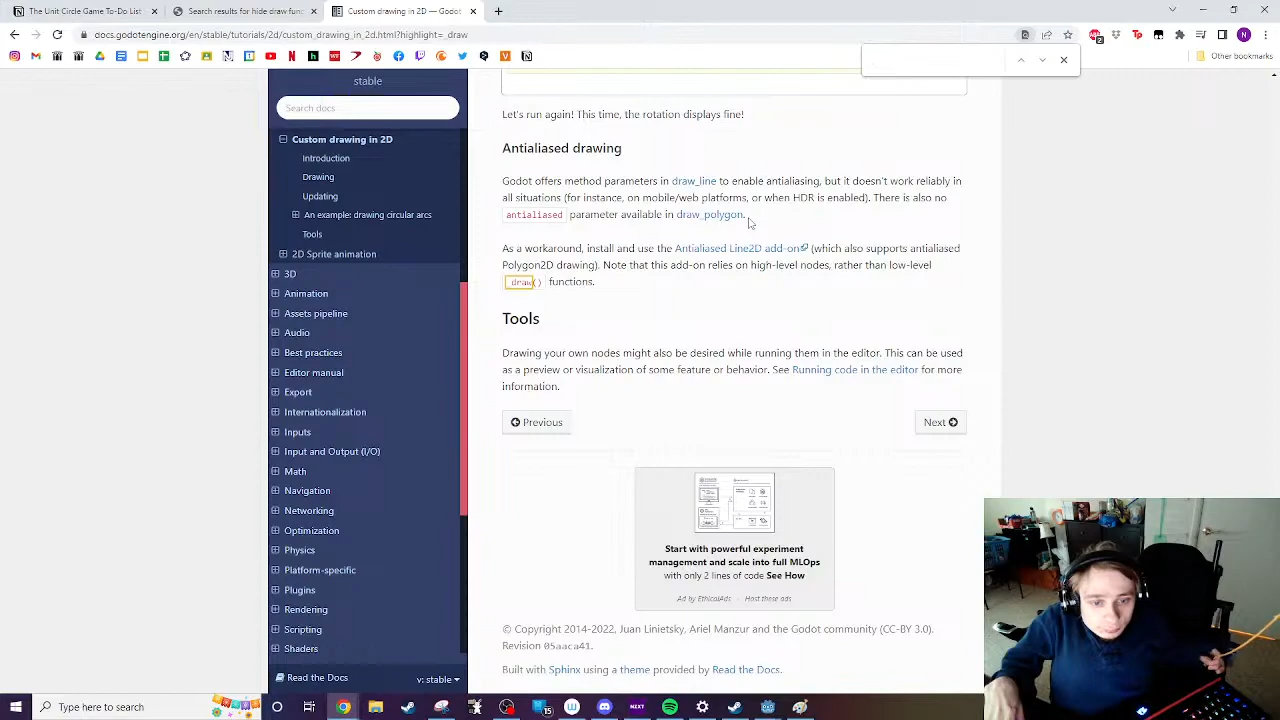 The Unit Circle Game To-Do List
Search results for hide draw func
Custom drawing in 2D — Godot
docs.godotengine.org/en/stable/tutorials/2d/custom_drawing_in_2d.html?highlight=_draw
Other bookmarks
stable
Search docs
Custom drawing in 2D
Introduction
Drawing
Updating
An example: drawing circular arcs
Tools
2D Sprite animation
3D
Animation
Assets pipeline
Audio
Best practices
Editor manual
Export
Internationalization
Inputs
Input and Output (I/O)
Math
Navigation
Networking
Optimization
Physics
Platform-specific
Plugins
Rendering
Scripting
Shaders
Read the Docs
v: stable
Let's run again! This time, the rotation displays fine!
Antialiased drawing
Godot offers method parameters in draw_line to enable antialiasing, but it doesn't work reliably in
all situations (for instance, on mobile/web platforms, or when HDR is enabled). There is also no
antialiased parameter available in draw_polygon.
As a workaround, install and use the Antialiased Line2D add-on (which also supports antialiased
Polygon2D drawing). Note that this add-on relies on high-level nodes, rather than low-level
_draw() functions.
Tools
Drawing your own nodes might also be desired while running them in the editor. This can be used
as a preview or visualization of some feature or behavior. See Running code in the editor for more
information.
Previous
Next
Start with powerful experiment
management and scale into full MLOps
with only 2 lines of code See How
Ad by EthicalAds · Host these ads
© Copyright 2014-2022, Juan Linietsky, Ariel Manzur and the Godot community (CC-BY 3.0).
Revision 05aaca41.
Built with Sphinx using a theme provided by Read the Docs.
Type here to search